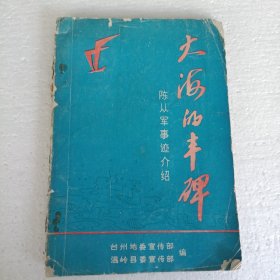 大海的丰碑
陈从军事迹介绍
台州地委宣传部
温岭县委宣传部
编